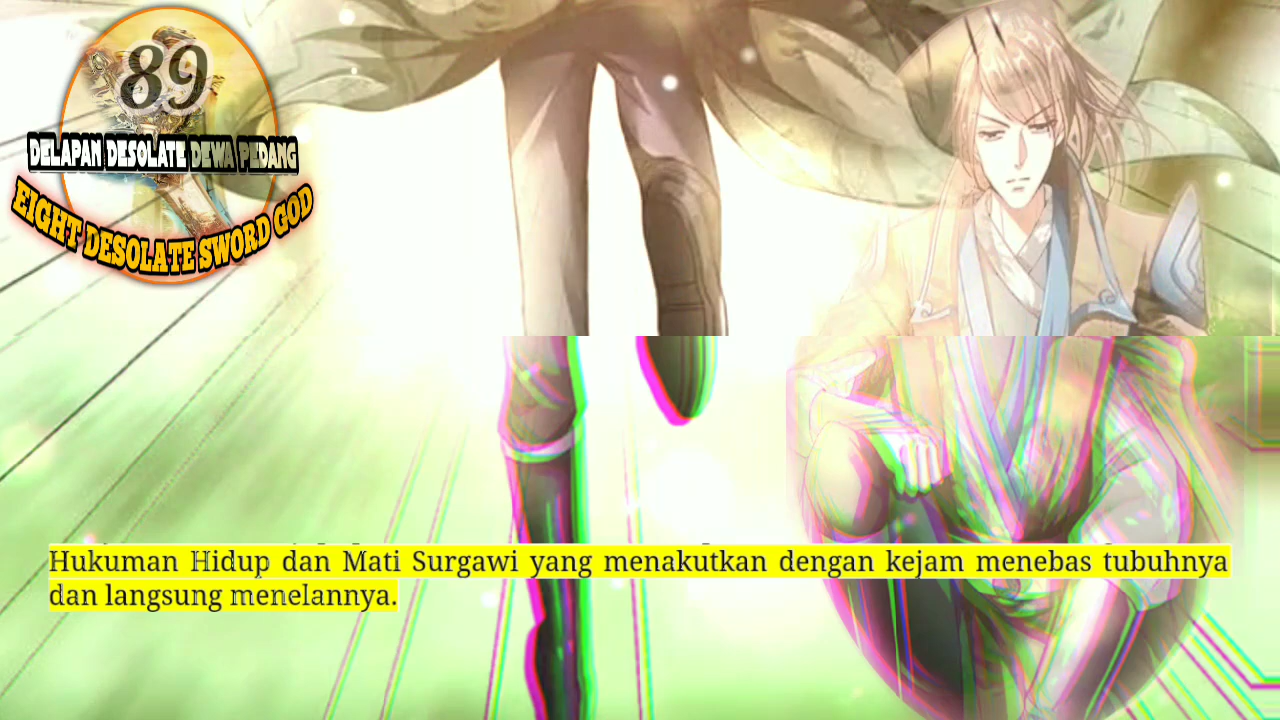 89
DELAPAN DESOLATE DEWA PEDANG
EIGHT DESOLATE SWORD GOD
Hukuman Hidup dan Mati Surgawi yang menakutkan dengan kejam menebas tubuhnya
dan langsung menelannya.